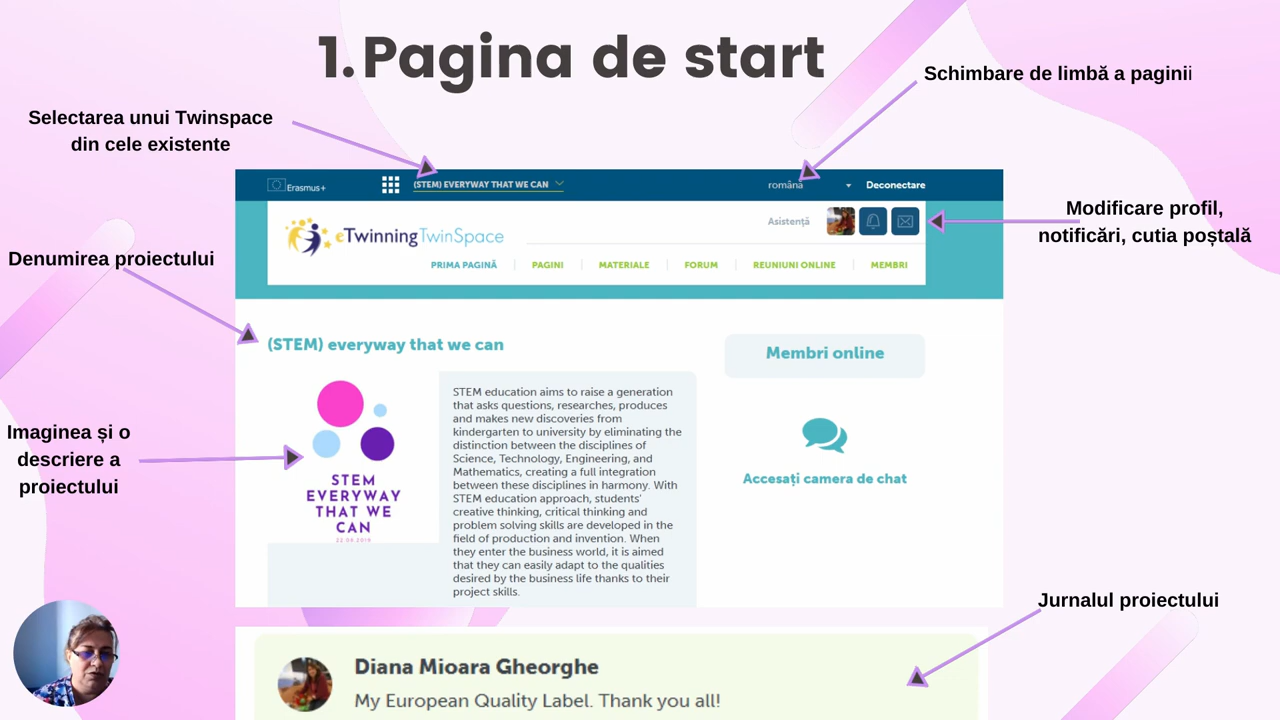 1. Pagina de start
Schimbare de limbă a paginii
Selectarea unui Twinspace
din cele existente
Erasmus+
(STEM) EVERYWAY THAT WE CAN
română
Deconectare
Modificare profil,
notificări, cutia poștală
Asistență
eTwinningTwinSpace
PRIMA PAGINĂ
PAGINI
MATERIALE
FORUM
REUNIUNI ONLINE
MEMBRI
Denumirea proiectului
(STEM) everyway that we can
Membri online
STEM education aims to raise a generation
that asks questions, researches, produces
and makes new discoveries from
kindergarten to university by eliminating the
distinction between the disciplines of
Science, Technology, Engineering, and
Mathematics, creating a full integration
between these disciplines in harmony. With
STEM education approach, students'
creative thinking, critical thinking and
problem solving skills are developed in the
field of production and invention. When
they enter the business world, it is aimed
that they can easily adapt to the qualities
desired by the business life thanks to their
project skills.
Imaginea și o
descriere a
proiectului
STEM
EVERYWAY
THAT WE
CAN
22.09.2019
Accesați camera de chat
Jurnalul proiectului
Diana Mioara Gheorghe
My European Quality Label. Thank you all!